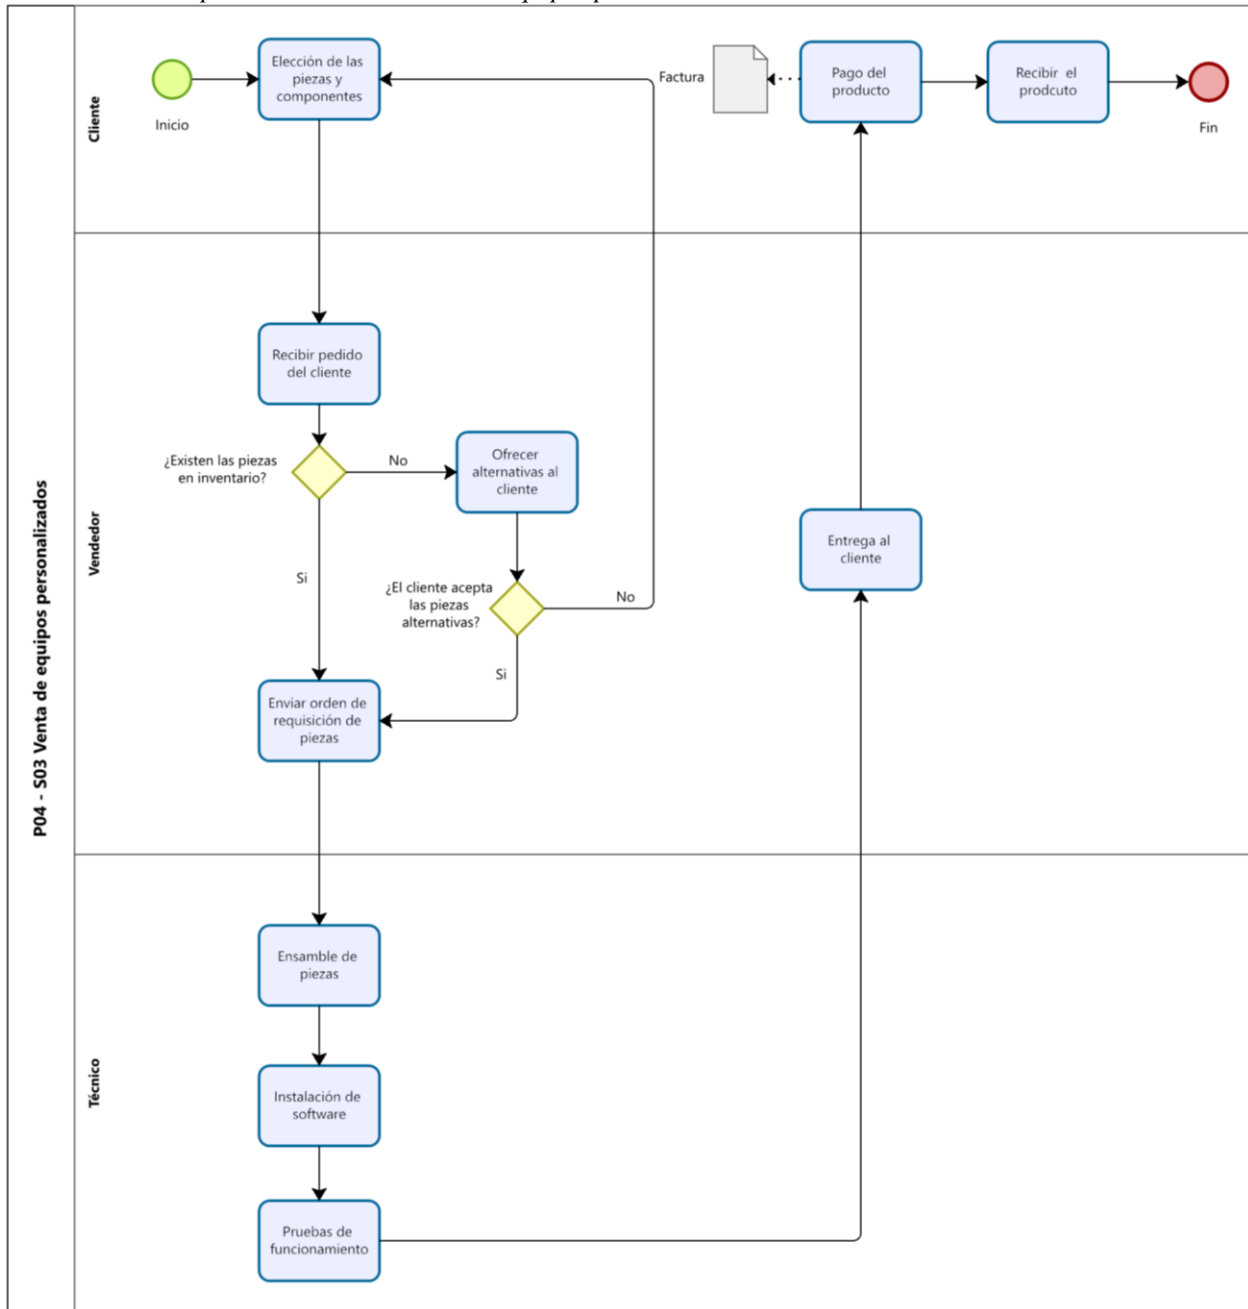 P04 - S03 Venta de equipos personalizados
Cliente
Inicio
Elección de las
piezas y
componentes
Factura
Pago del
producto
Recibir el
prodcuto
Fin
Vendedor
Recibir pedido
del cliente
¿Existen las piezas
en inventario?
No
Ofrecer
alternativas al
cliente
Si
¿El cliente acepta
las piezas
alternativas?
No
Si
Enviar orden de
requisición de
piezas
Entrega al
cliente
Técnico
Ensamble de
piezas
Instalación de
software
Pruebas de
funcionamiento